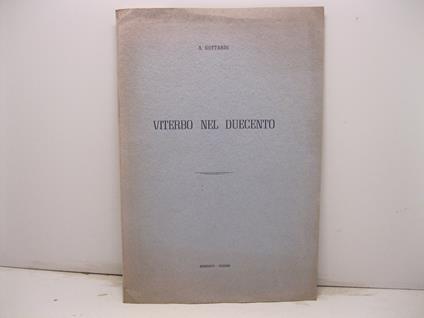 S. GOTTARDI
VITERBO NEL DUECENTO